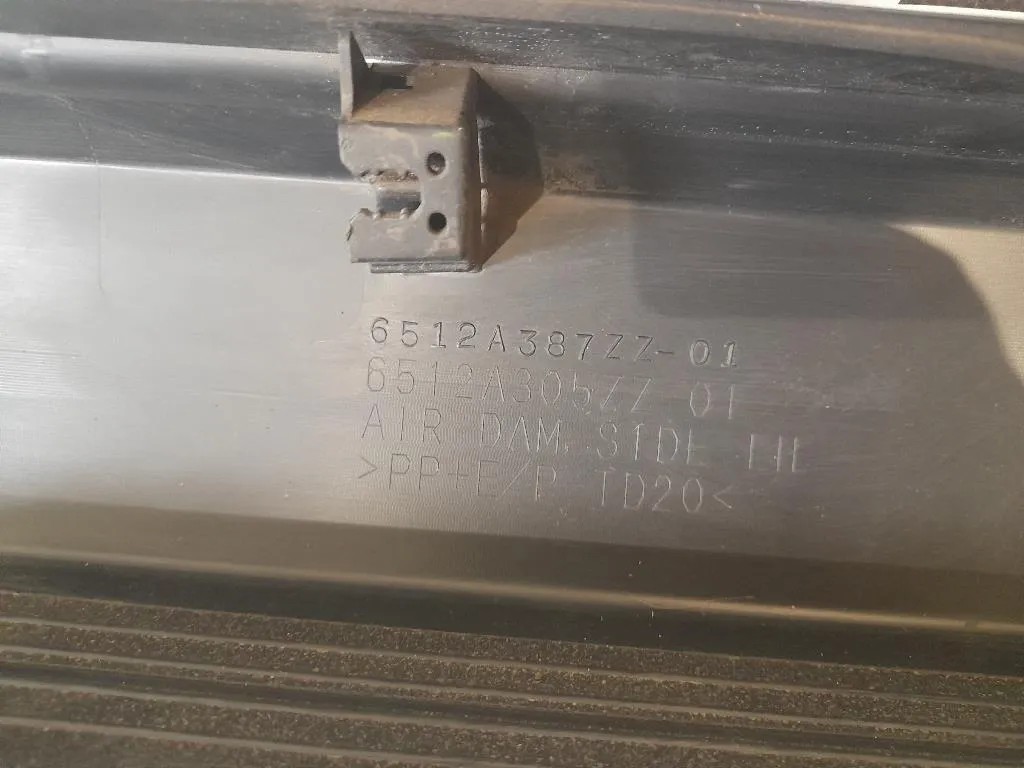 6512A387ZZ-01
6512A305ZZ 01
AIR DAM, SIDE LH
>PP+E/P TD20<